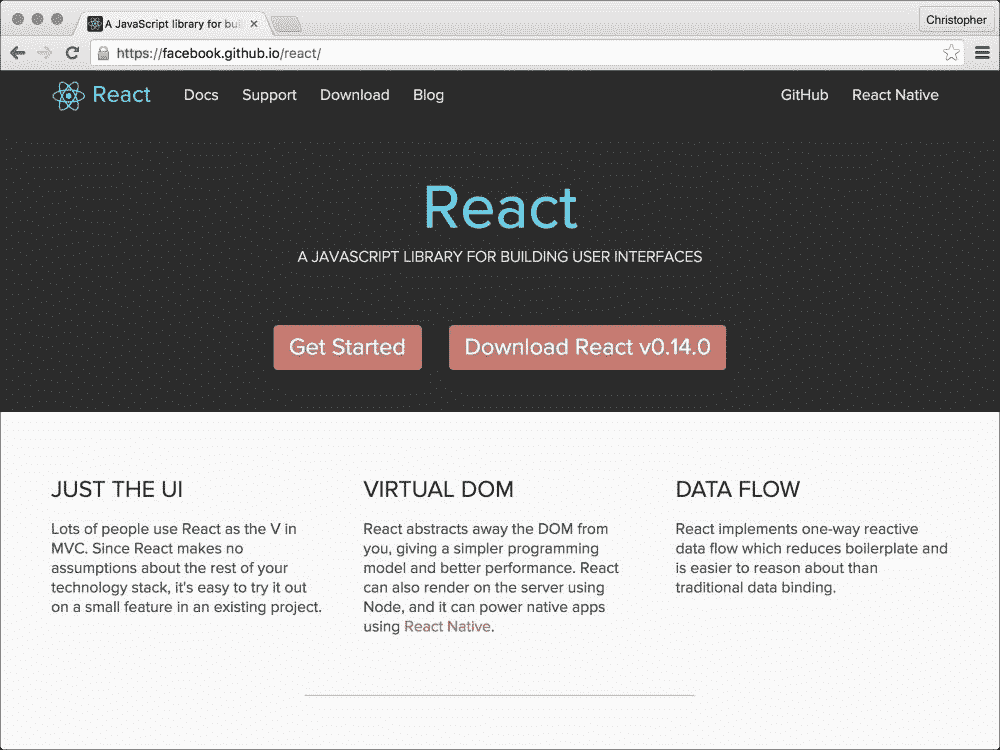 A JavaScript library for bui
Christopher
https://facebook.github.io/react/
React
Docs
Support
Download
Blog
GitHub
React Native
React
A JAVASCRIPT LIBRARY FOR BUILDING USER INTERFACES
Get Started
Download React v0.14.0
JUST THE UI
Lots of people use React as the V in
MVC. Since React makes no
assumptions about the rest of your
technology stack, it's easy to try it out
on a small feature in an existing project.
VIRTUAL DOM
React abstracts away the DOM from
you, giving a simpler programming
model and better performance. React
can also render on the server using
Node, and it can power native apps
using React Native.
DATA FLOW
React implements one-way reactive
data flow which reduces boilerplate and
is easier to reason about than
traditional data binding.